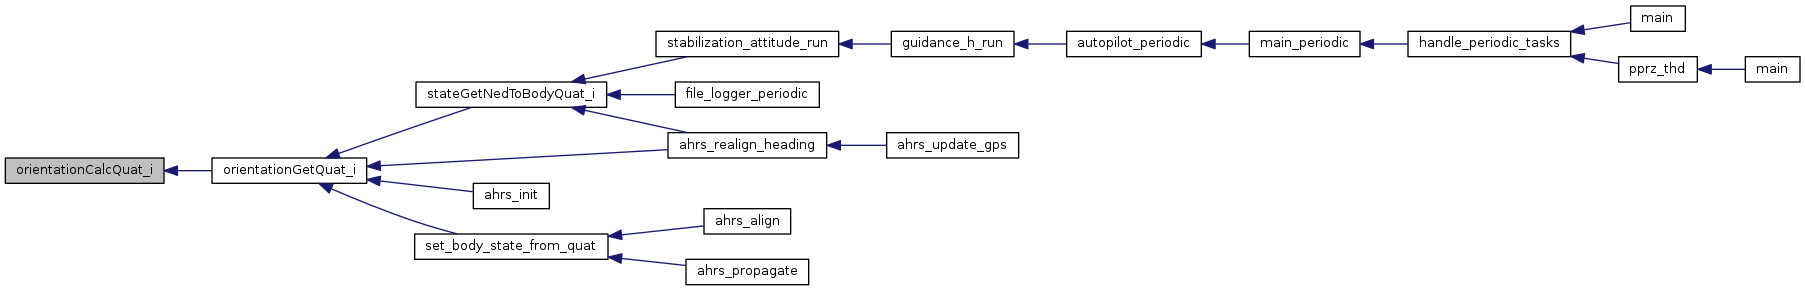 main
stabilization_attitude_run
guidance_h_run
autopilot_periodic
main_periodic
handle_periodic_tasks
pprz_thd
main
stateGetNedToBodyQuat_i
file_logger_periodic
ahrs_realign_heading
ahrs_update_gps
orientationCalcQuat_i
orientationGetQuat_i
ahrs_init
ahrs_align
set_body_state_from_quat
ahrs_propagate